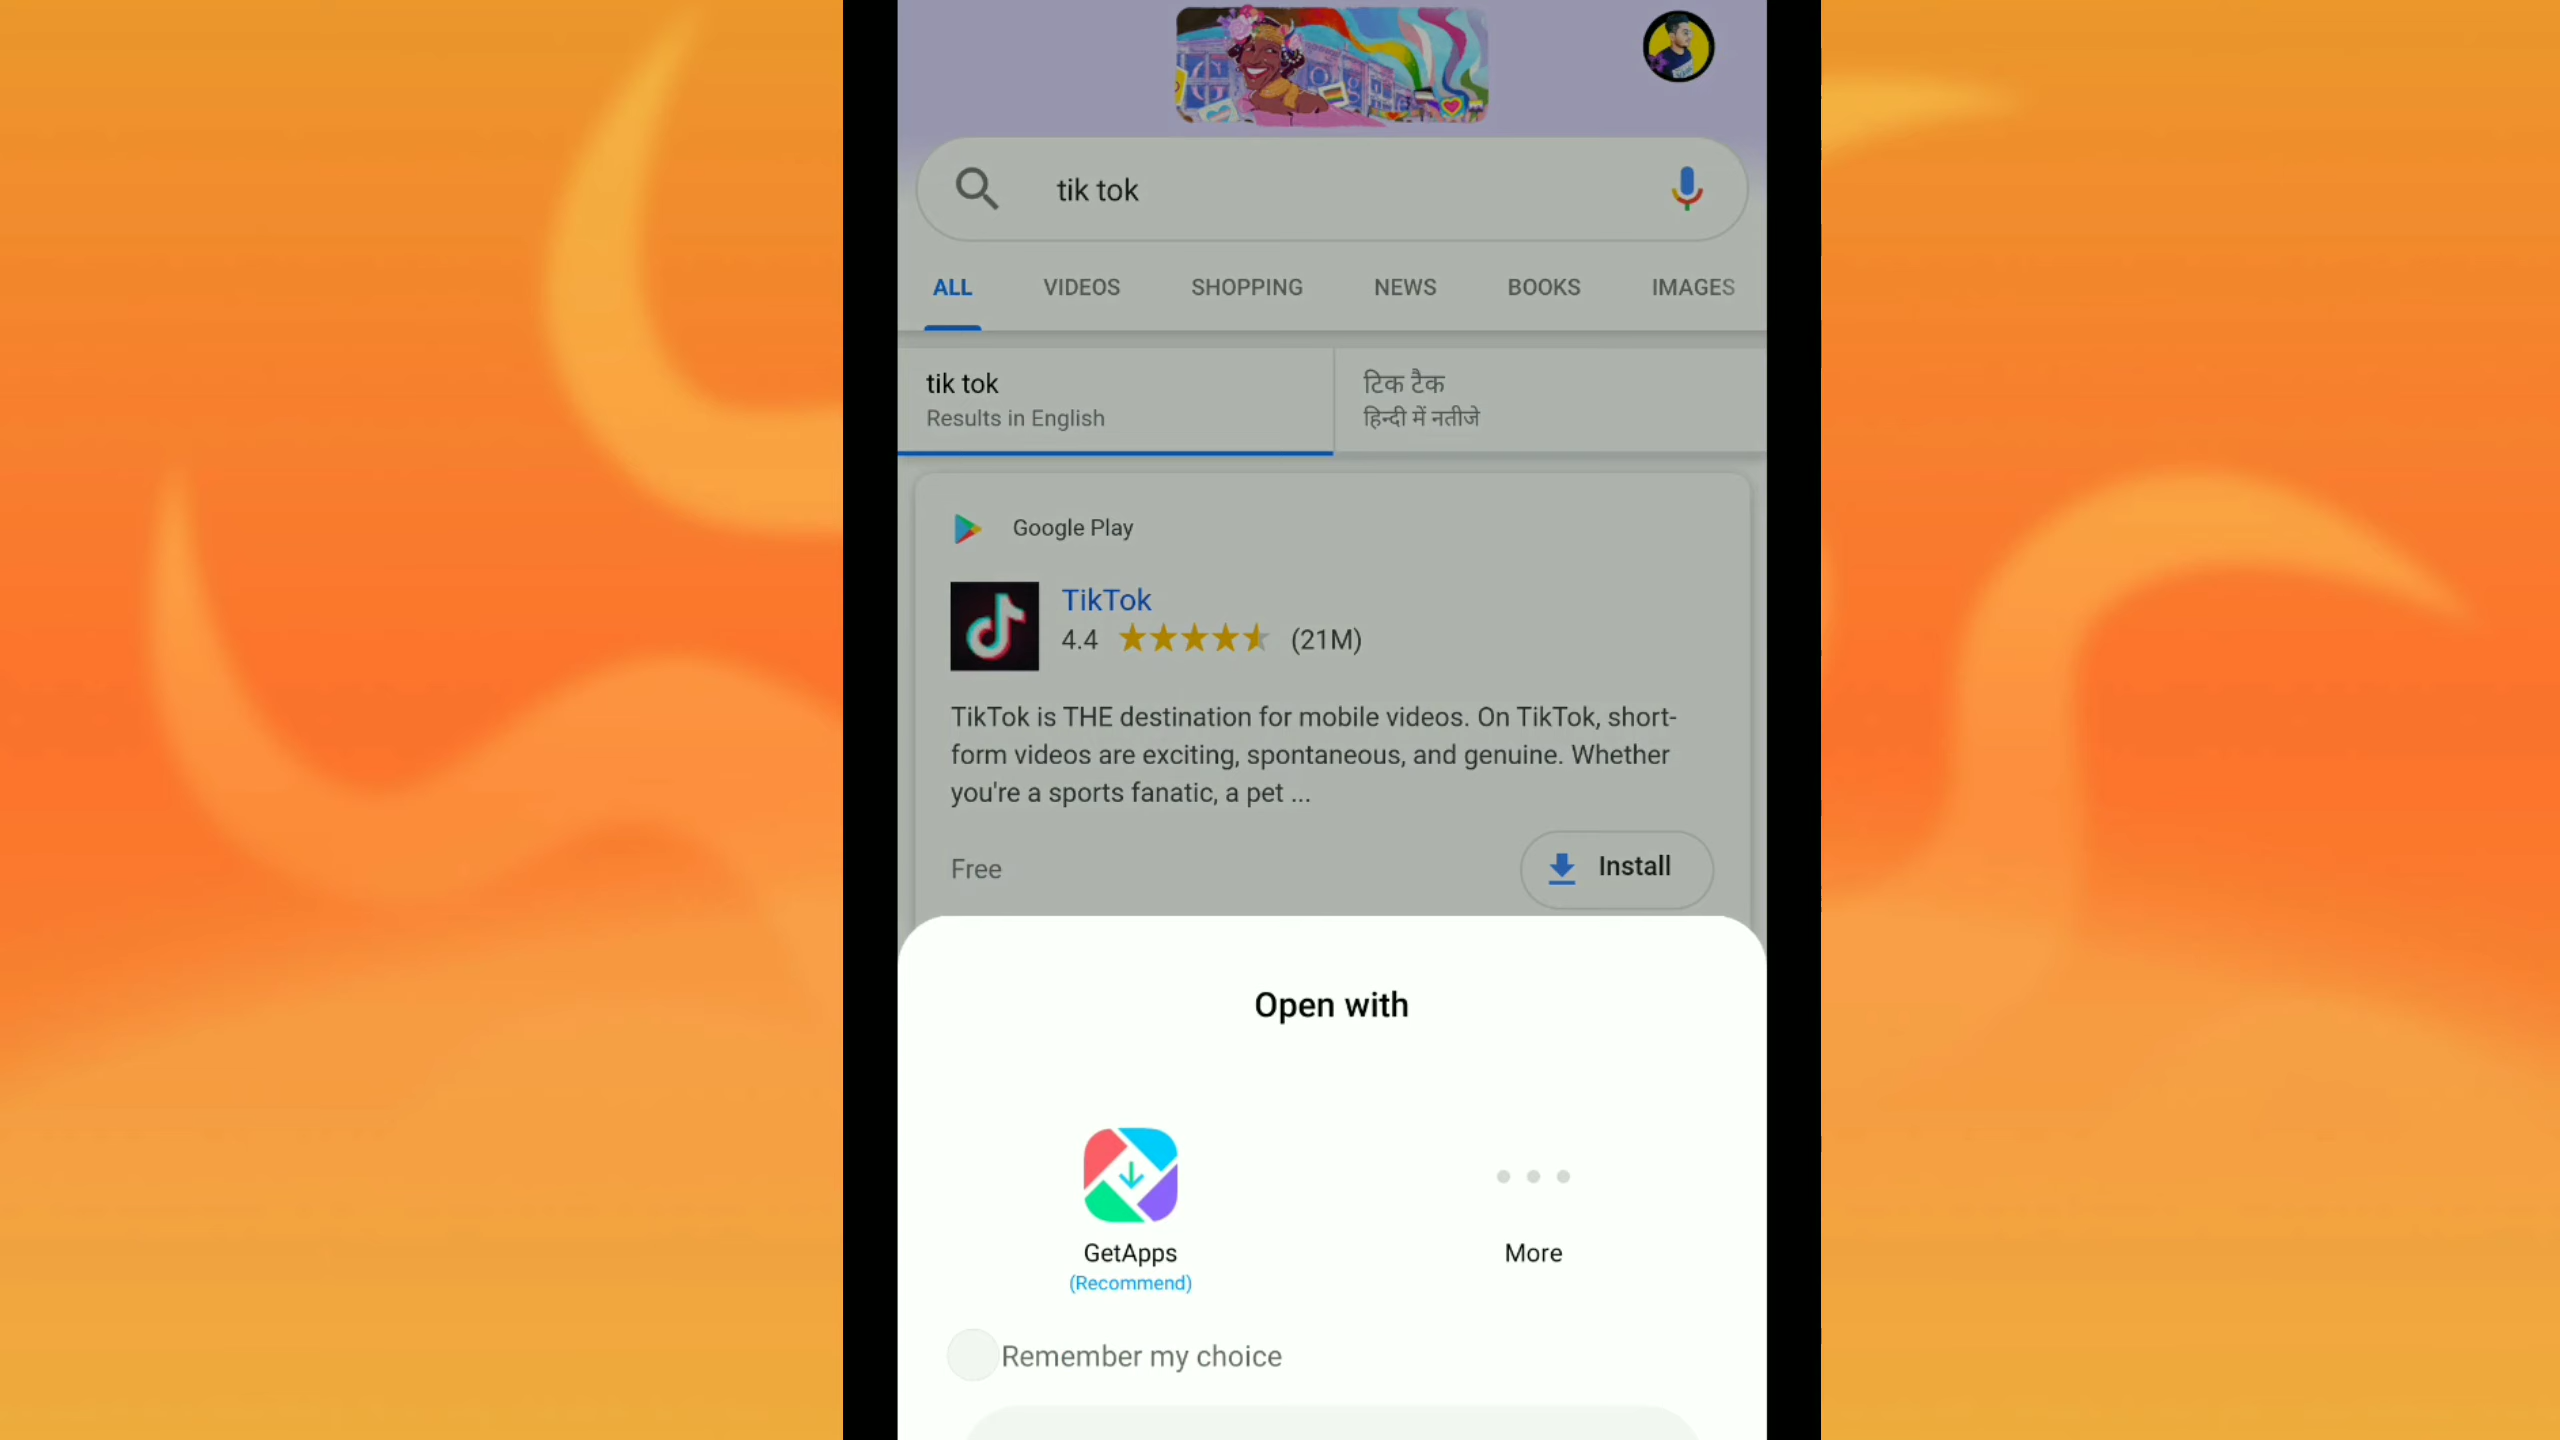 tik tok
ALL VIDEOS SHOPPING NEWS BOOKS IMAGES
tik tok
Results in English
टिक टैक
हिन्दी में नतीजे
Google Play
TikTok
4.4 (21M)
TikTok is THE destination for mobile videos. On TikTok, short-
form videos are exciting, spontaneous, and genuine. Whether
you're a sports fanatic, a pet ...
Free
Install
Open with
GetApps
(Recommend)
More
Remember my choice